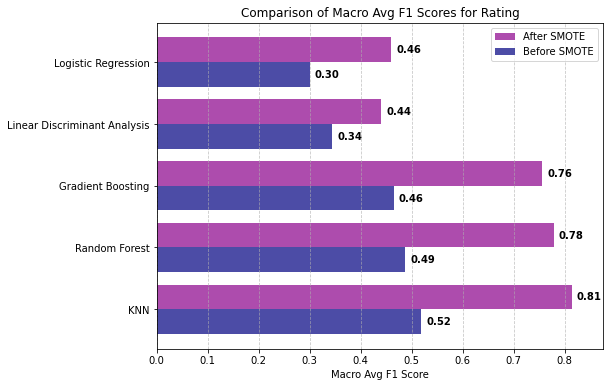 Comparison of Macro Avg F1 Scores for Rating
After SMOTE
Before SMOTE
Logistic Regression
0.46
0.30
Linear Discriminant Analysis
0.44
0.34
Gradient Boosting
0.76
0.46
Random Forest
0.78
0.49
KNN
0.81
0.52
0.0 0.1 0.2 0.3 0.4 0.5 0.6 0.7 0.8
Macro Avg F1 Score